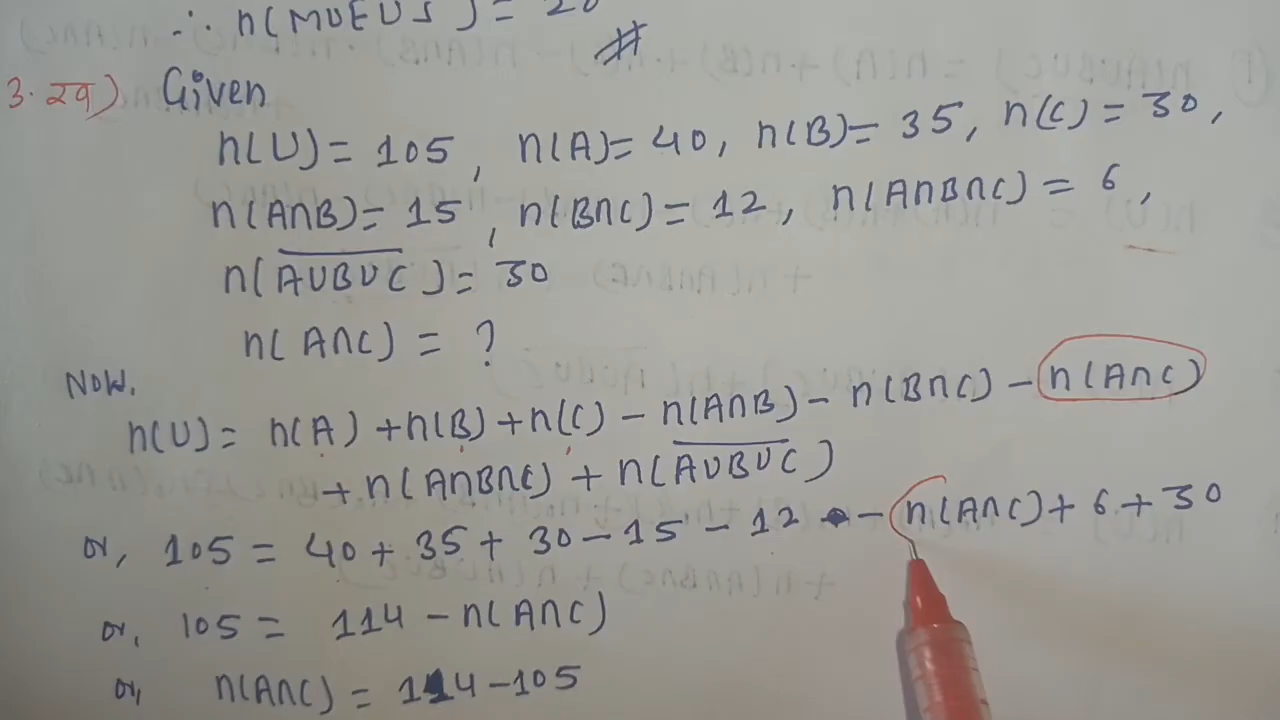 ∴ n(MUEUS) = 20
3. ख) Given
n(U) = 105, n(A) = 40, n(B) = 35, n(C) = 30,
n(A∩B) = 15, n(B∩C) = 12, n(A∩B∩C) = 6,
n(A̅U̅B̅U̅C̅) = 30
n(A∩C) = ?
Now,
n(U) = n(A) + n(B) + n(C) - n(A∩B) - n(B∩C) - n(A∩C)
+ n(A∩B∩C) + n(A̅U̅B̅U̅C̅)
or, 105 = 40 + 35 + 30 - 15 - 12 - n(A∩C) + 6 + 30
or, 105 = 114 - n(A∩C)
or, n(A∩C) = 114 - 105